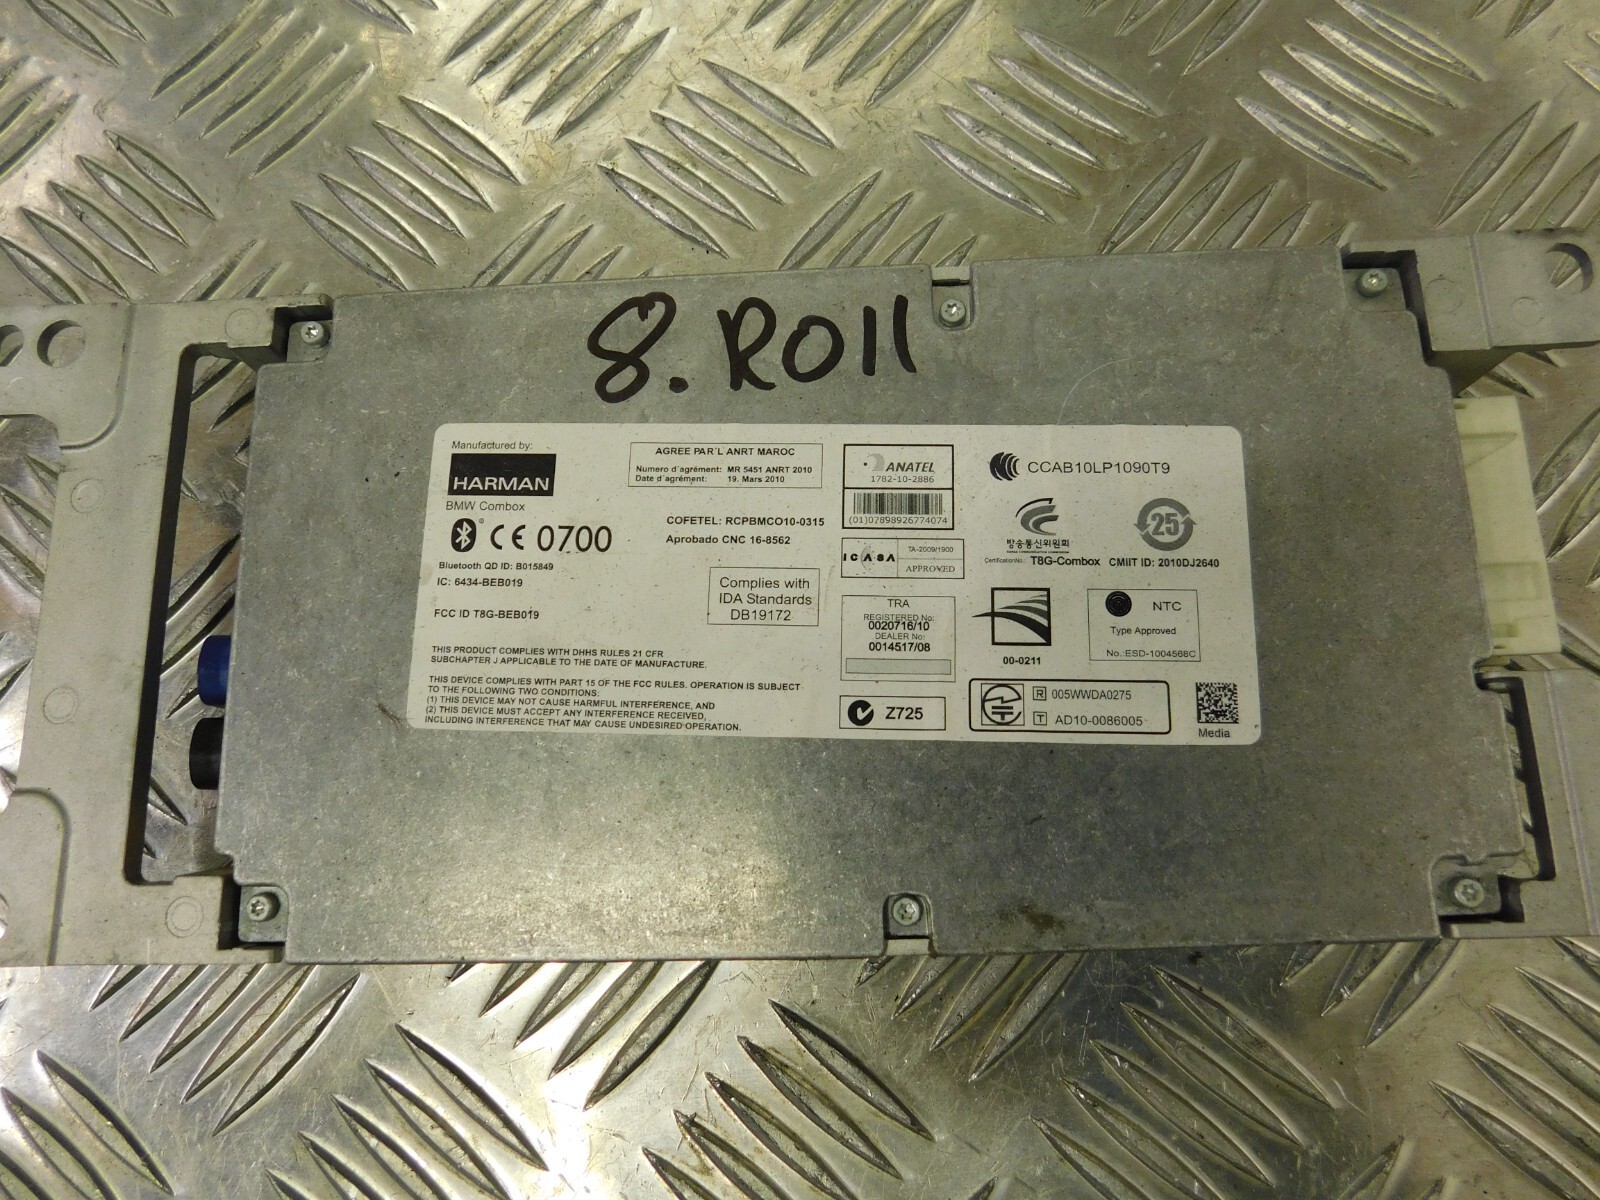 8. ROII
Manufactured by:
HARMAN
BMW Combox
CE 0700
Bluetooth QD ID: B015849
IC: 6434-BEB019
FCC ID T8G-BEB019
THIS PRODUCT COMPLIES WITH DHHS RULES 21 CFR
SUBCHAPTER J APPLICABLE TO THE DATE OF MANUFACTURE.
THIS DEVICE COMPLIES WITH PART 15 OF THE FCC RULES. OPERATION IS SUBJECT
TO THE FOLLOWING TWO CONDITIONS:
(1) THIS DEVICE MAY NOT CAUSE HARMFUL INTERFERENCE, AND
(2) THIS DEVICE MUST ACCEPT ANY INTERFERENCE RECEIVED,
INCLUDING INTERFERENCE THAT MAY CAUSE UNDESIRED OPERATION.
AGREE PAR'L ANRT MAROC
Numero d'agrément: MR 5451 ANRT 2010
Date d'agrément: 19. Mars 2010
COFETEL: RCPBMCO10-0315
Aprobado CNC 16-8562
Complies with
IDA Standards
DB19172
ANATEL
1782-10-2886
(01)07898926774074
ICASA
TA-2009/1900
APPROVED
TRA
REGISTERED No:
0020716/10
DEALER No:
0014517/08
Z725
CCAB10LP1090T9
방송통신위원회
25
CertificationNo. T8G-Combox CMIIT ID: 2010DJ2640
00-0211
NTC
Type Approved
No.:ESD-1004568C
R 005WWDA0275
T AD10-0086005
Media